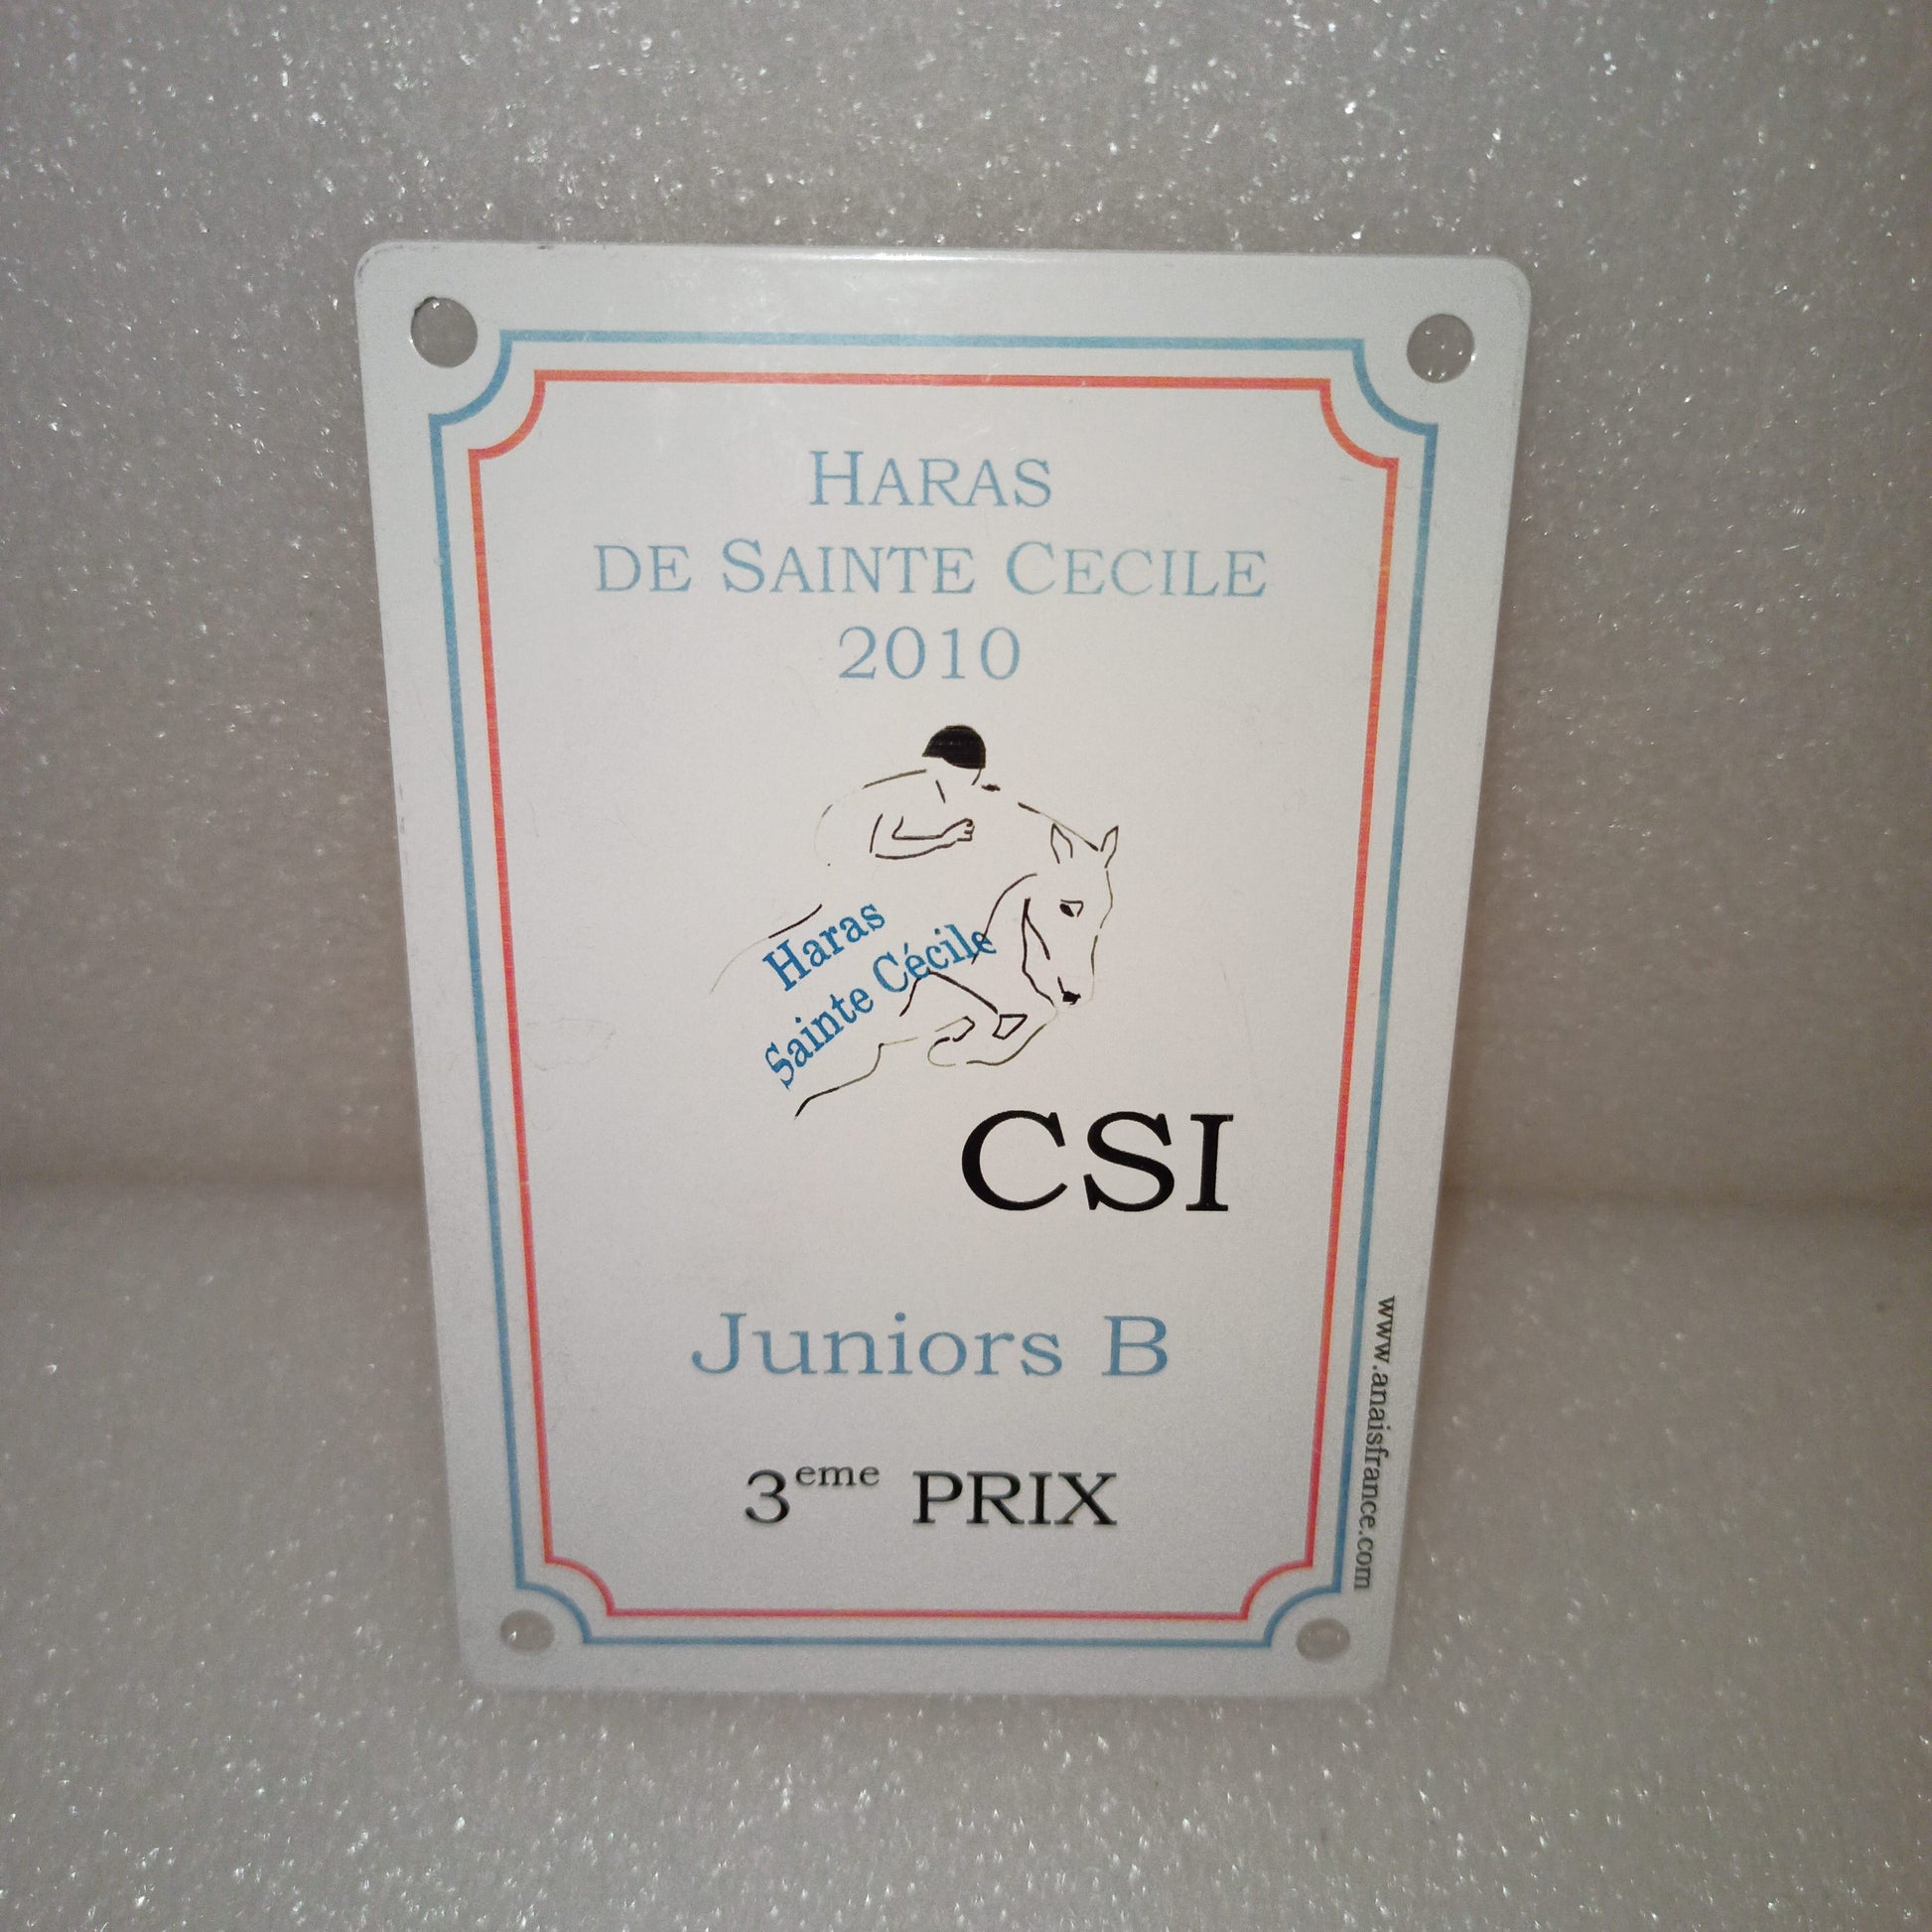 HARAS
DE SAINTE CECILE
2010
Haras
Sainte Cécile
CSI
Juniors B
3eme PRIX
www.anaisfrance.com